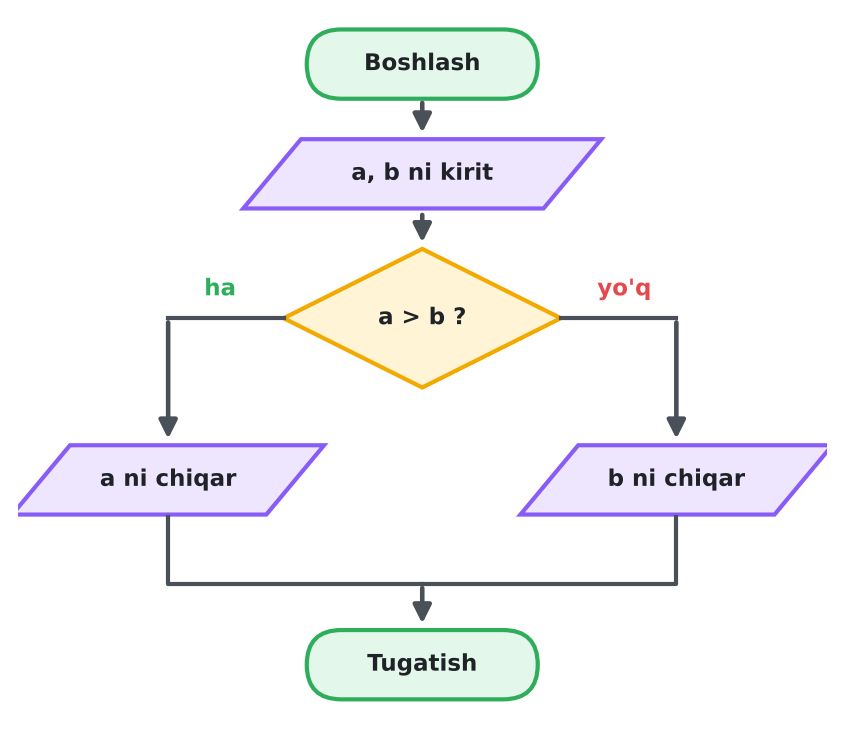 Boshlash
a, b ni kirit
ha
yo'q
a > b ?
a ni chiqar
b ni chiqar
Tugatish